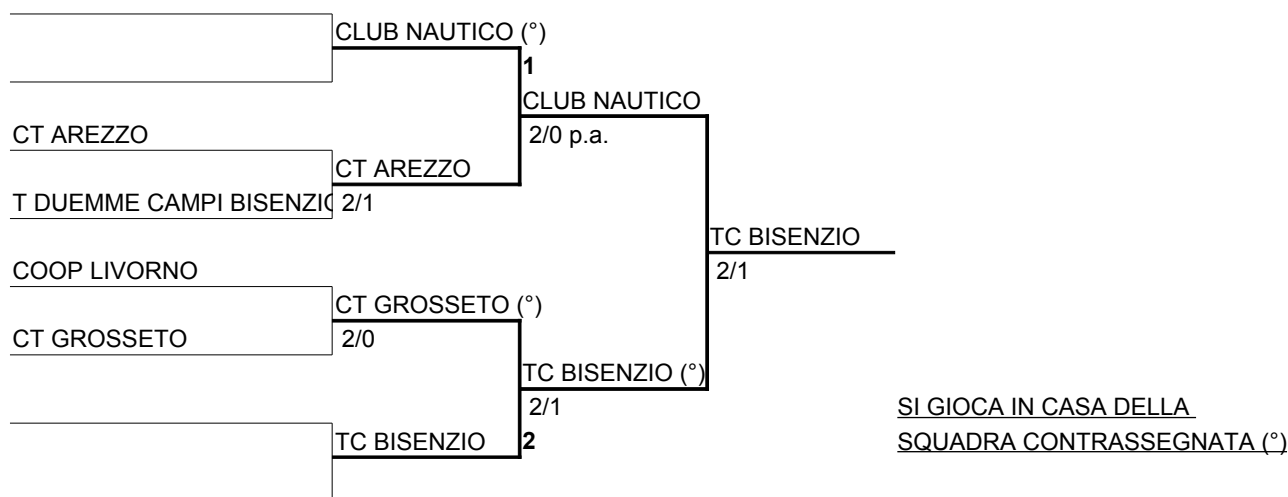 CLUB NAUTICO (°)
1
CLUB NAUTICO
CT AREZZO
2/0 p.a.
CT AREZZO
T DUEMME CAMPI BISENZIO
2/1
TC BISENZIO
COOP LIVORNO
2/1
CT GROSSETO (°)
CT GROSSETO
2/0
TC BISENZIO (°)
2/1
SI GIOCA IN CASA DELLA
TC BISENZIO
2
SQUADRA CONTRASSEGNATA (°)